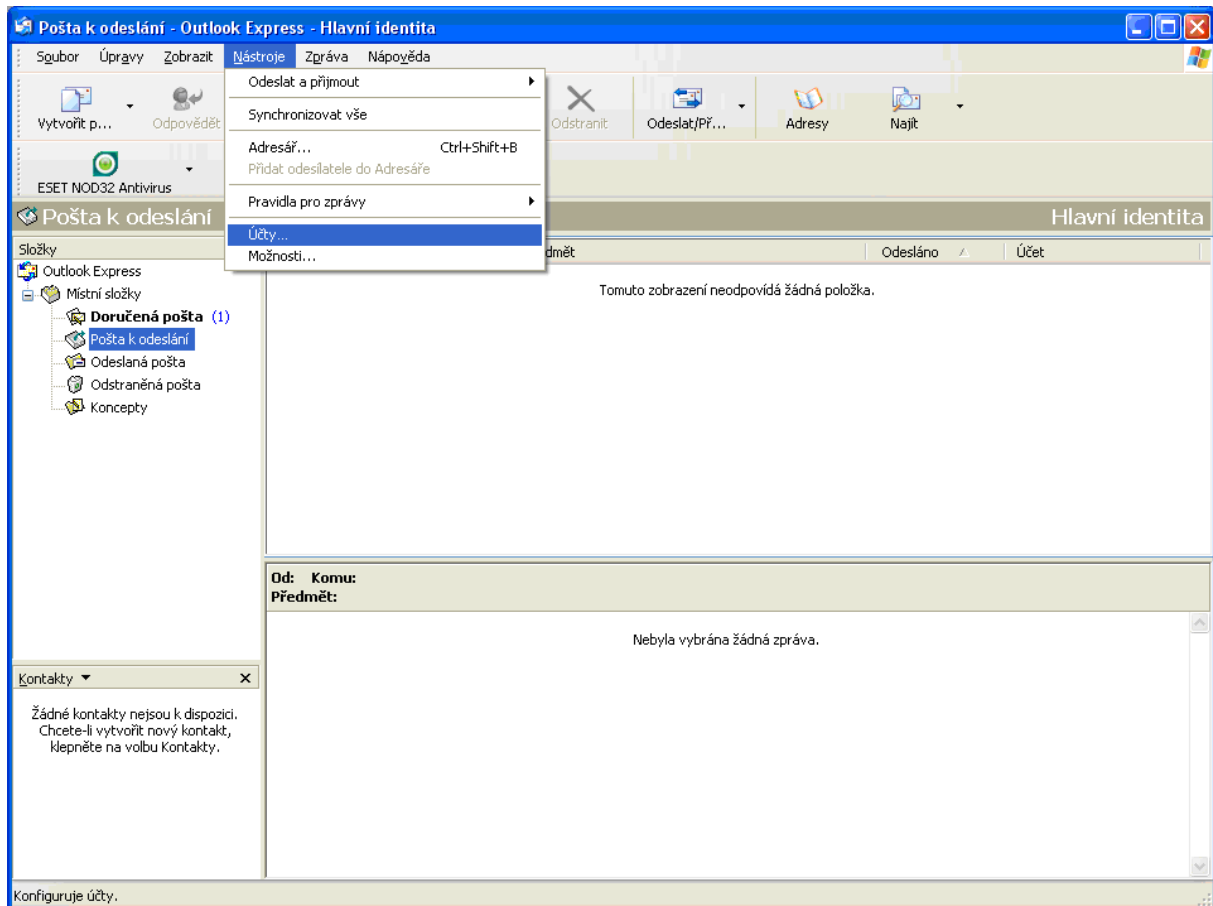 Pošta k odeslání - Outlook Express - Hlavní identita
Soubor Úpravy Zobrazit Nástroje Zpráva Nápověda
Odeslat a přijmout
Synchronizovat vše
Adresář... Ctrl+Shift+B
Přidat odesílatele do Adresáře
Pravidla pro zprávy
Účty...
Možnosti...
Vytvořit p... Odpovědět Odstranit Odeslat/Př... Adresy Najít
ESET NOD32 Antivirus
Pošta k odeslání Hlavní identita
Složky
dmět Odesláno Účet
Outlook Express
Místní složky
Doručená pošta (1)
Pošta k odeslání
Odeslaná pošta
Odstraněná pošta
Koncepty
Tomuto zobrazení neodpovídá žádná položka.
Od: Komu:
Předmět:
Nebyla vybrána žádná zpráva.
Kontakty
Žádné kontakty nejsou k dispozici.
Chcete-li vytvořit nový kontakt,
klepněte na volbu Kontakty.
Konfiguruje účty.